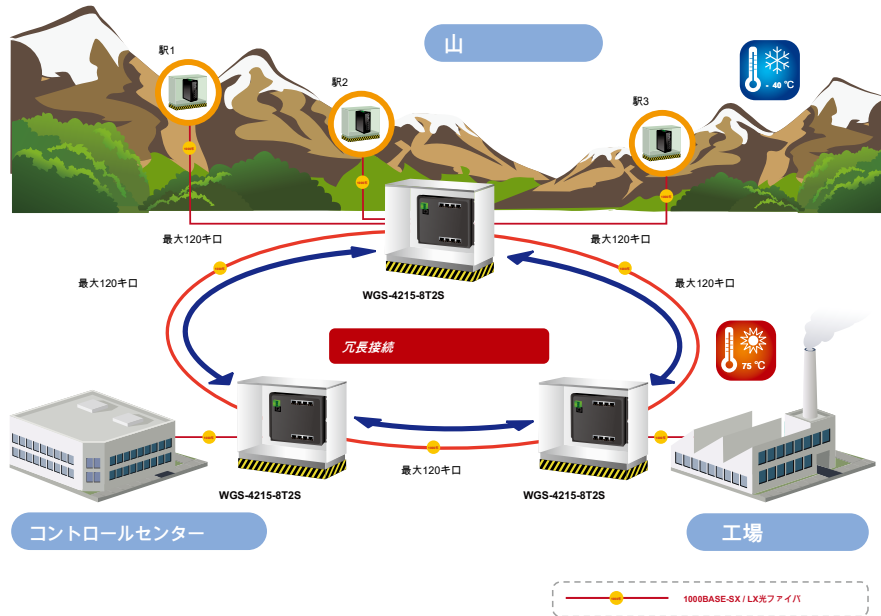 山
駅1
駅2
駅3
- 40 ℃
最大120キロ
最大120キロ
最大120キロ
最大120キロ
WGS-4215-8T2S
冗長接続
75 ℃
最大120キロ
WGS-4215-8T2S
WGS-4215-8T2S
コントロールセンター
工場
1000BASE-SX / LX光ファイバ